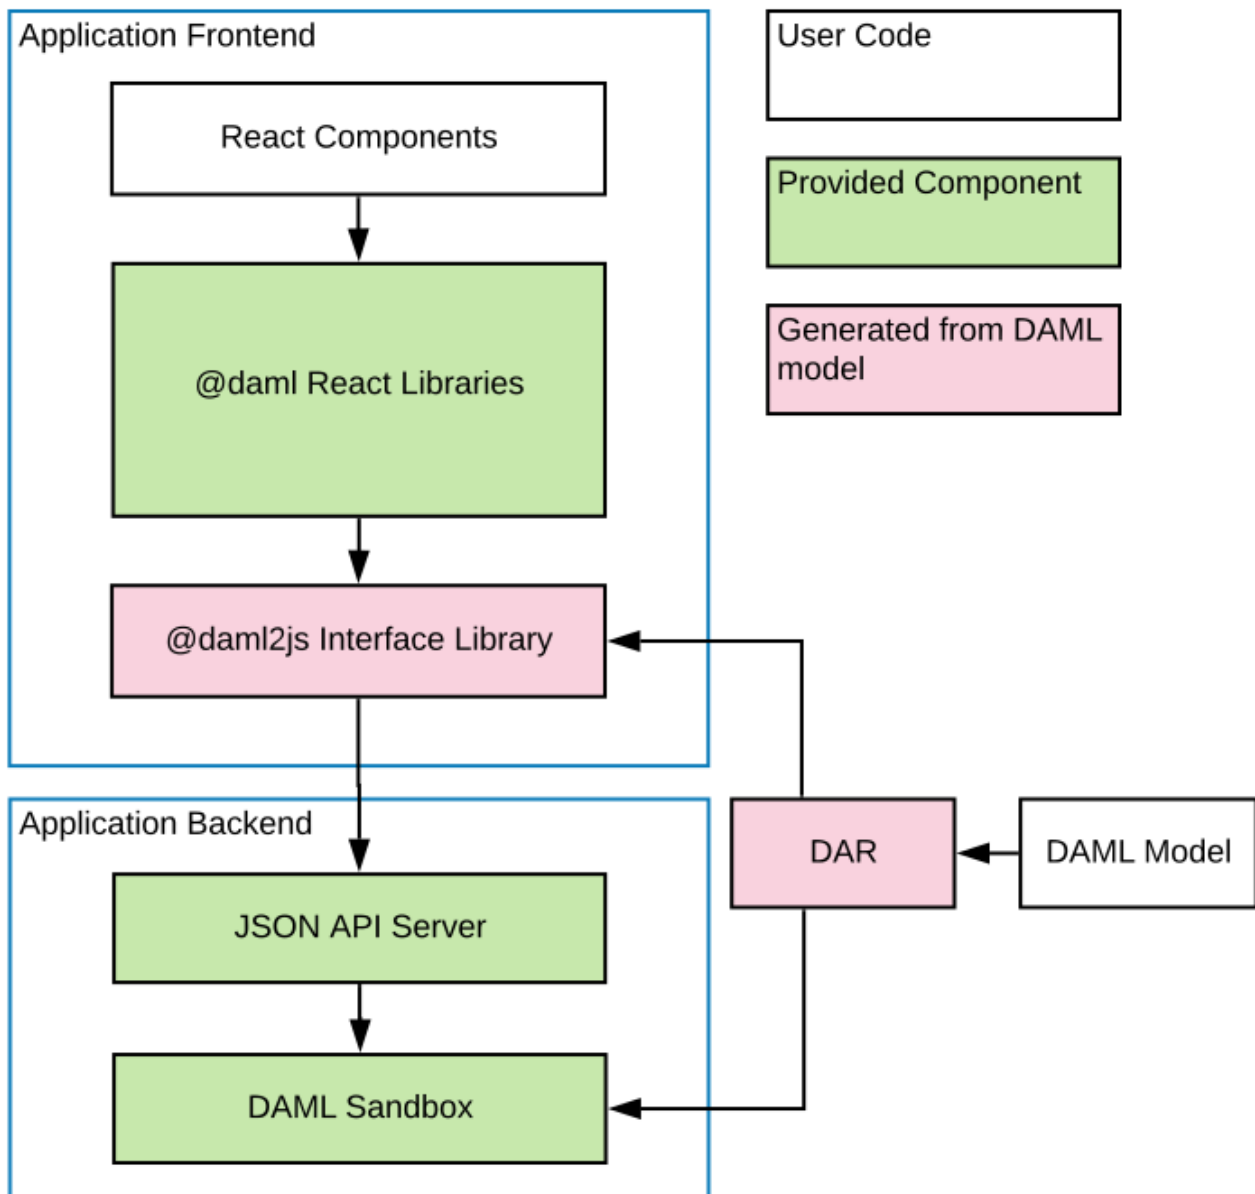 Application Frontend
React Components
@daml React Libraries
@daml2js Interface Library
User Code
Provided Component
Generated from DAML
model
Application Backend
JSON API Server
DAML Sandbox
DAR
DAML Model